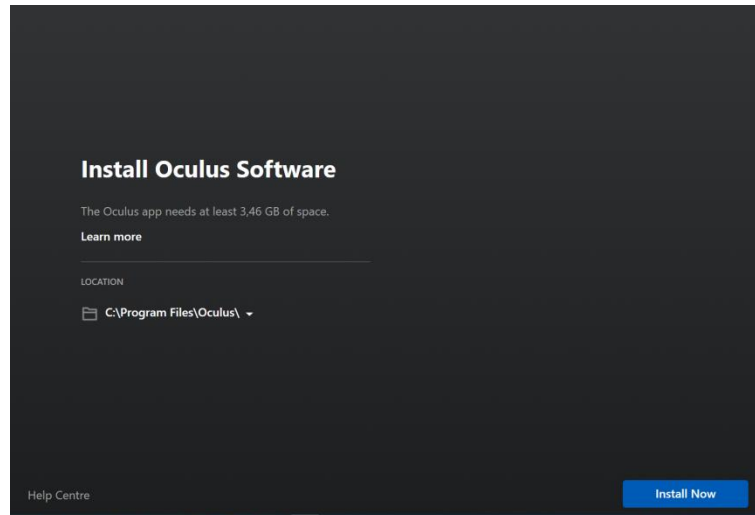 Install Oculus Software
The Oculus app needs at least 3,46 GB of space.
Learn more
LOCATION
C:\Program Files\Oculus\
Help Centre
Install Now